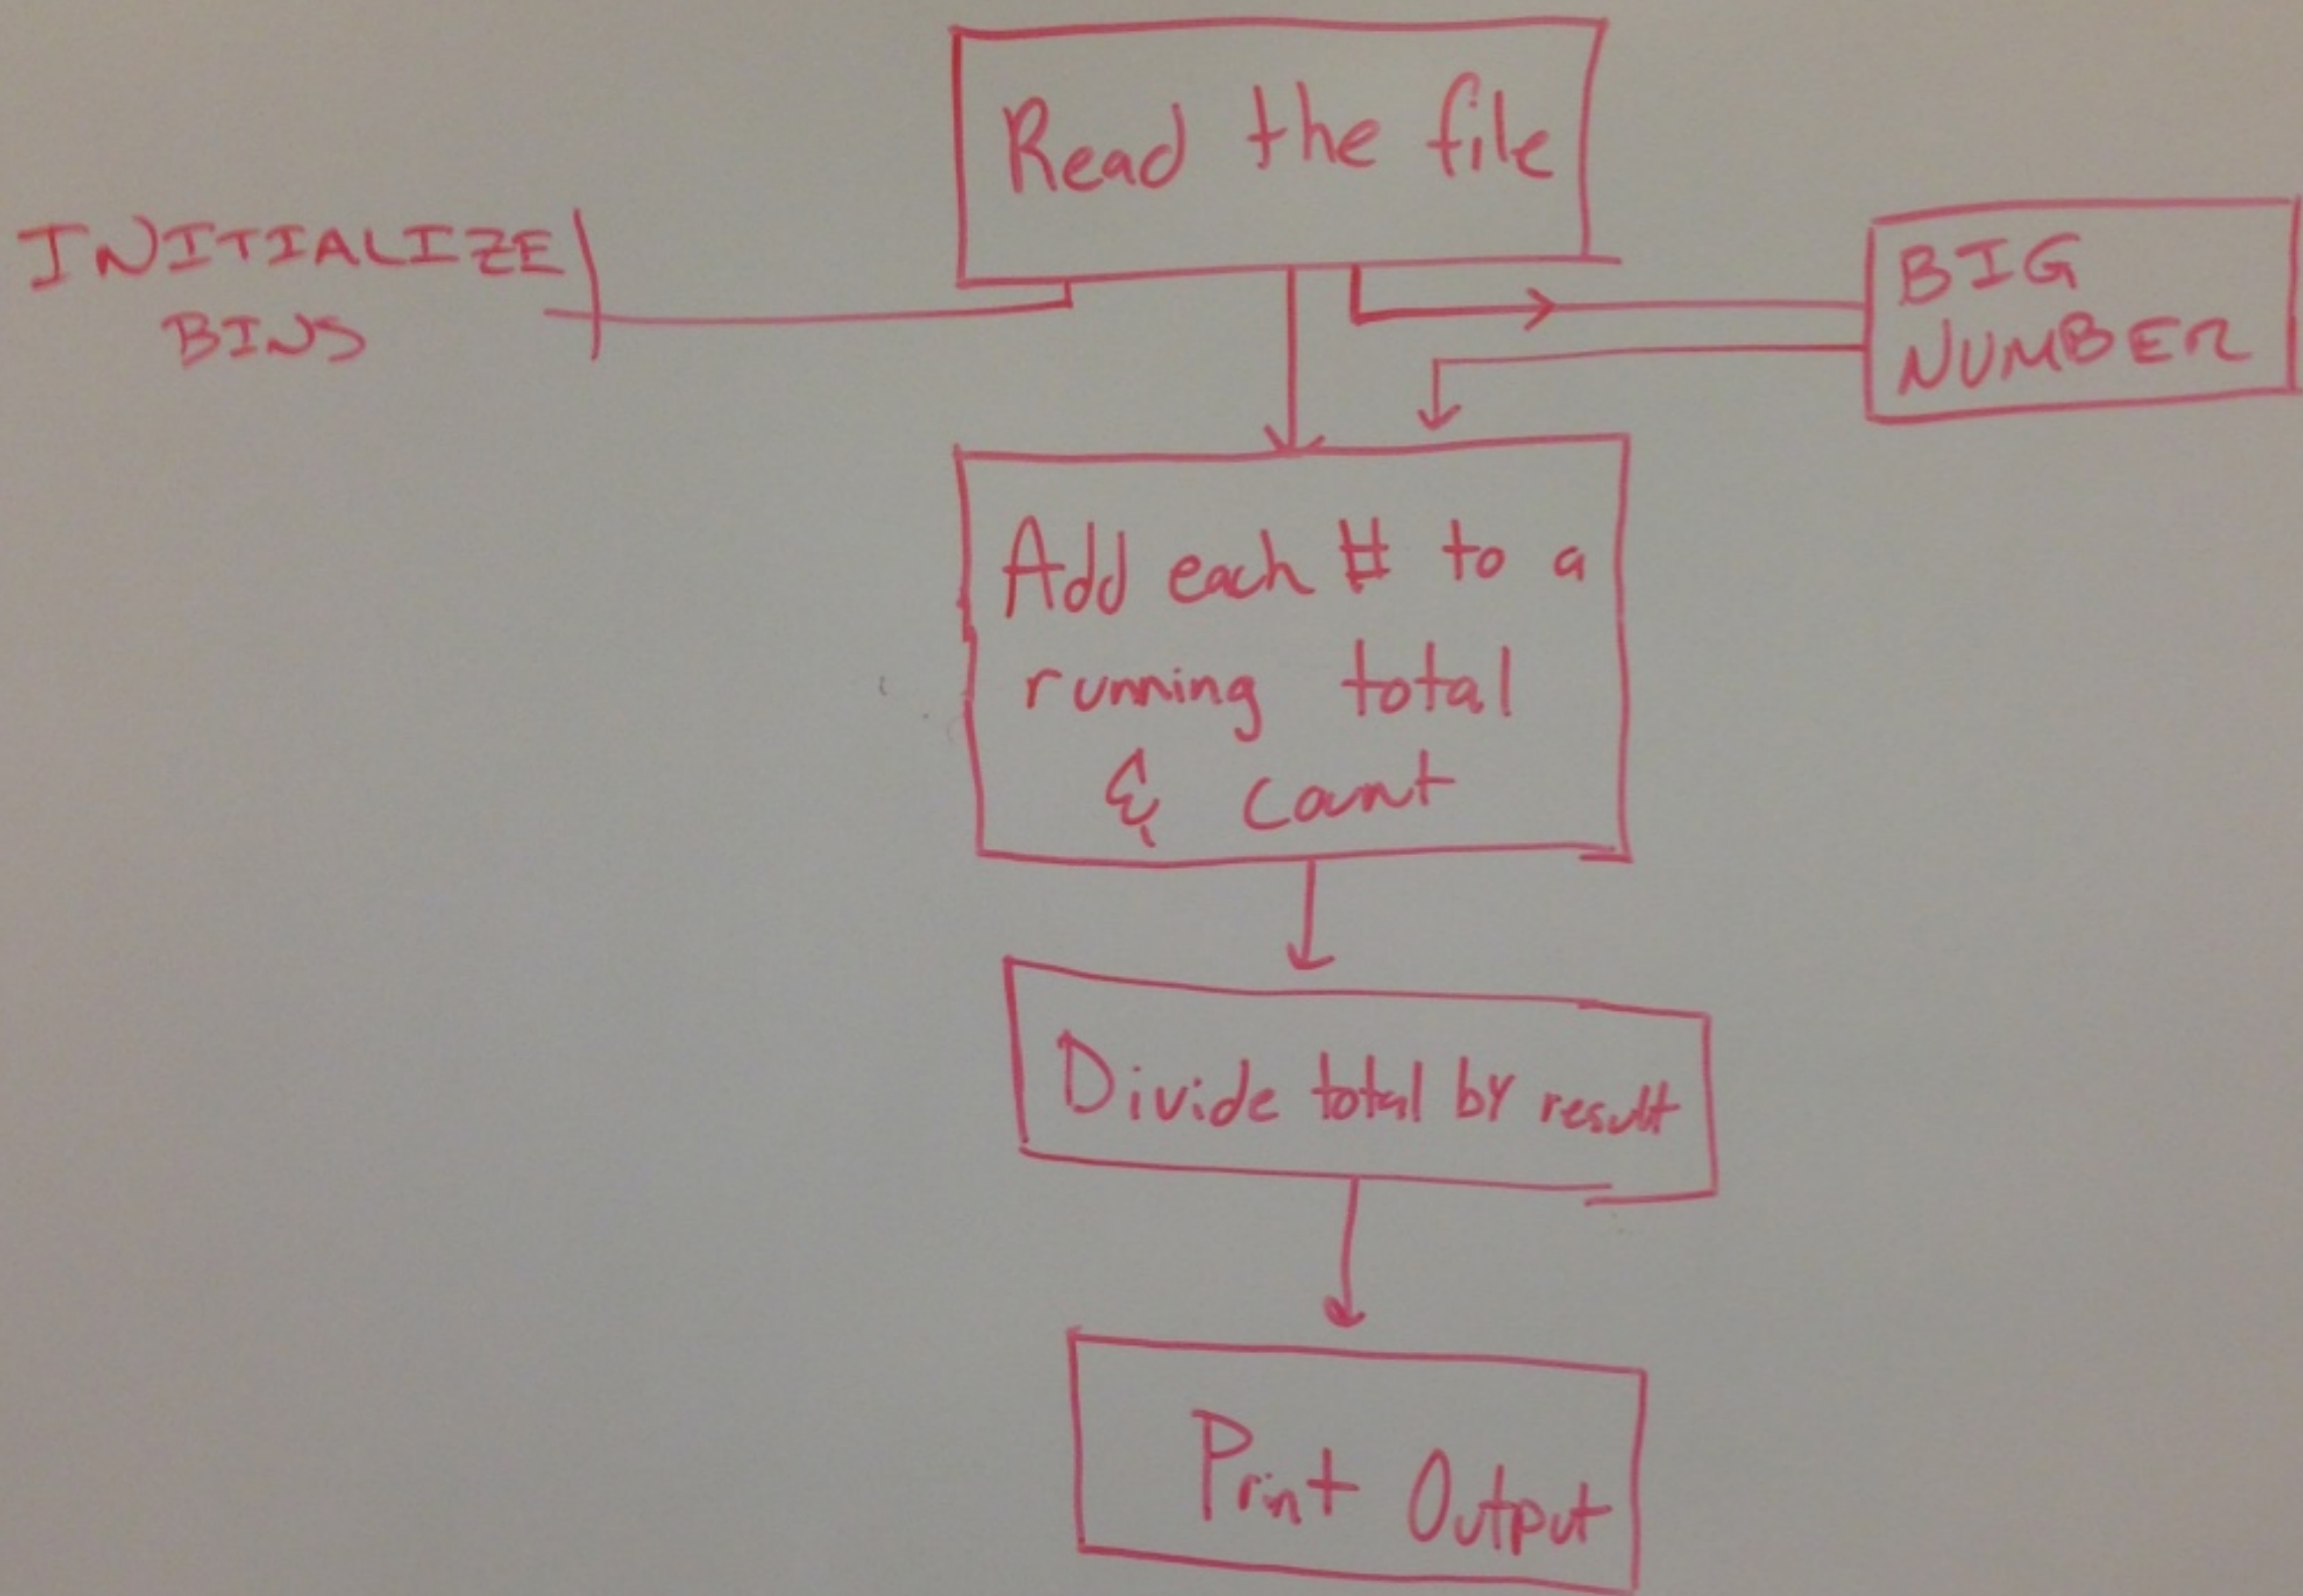 Read the file
INITIALIZE
BINS
BIG
NUMBER
Add each # to a
running total
& count
Divide total by result
Print Output